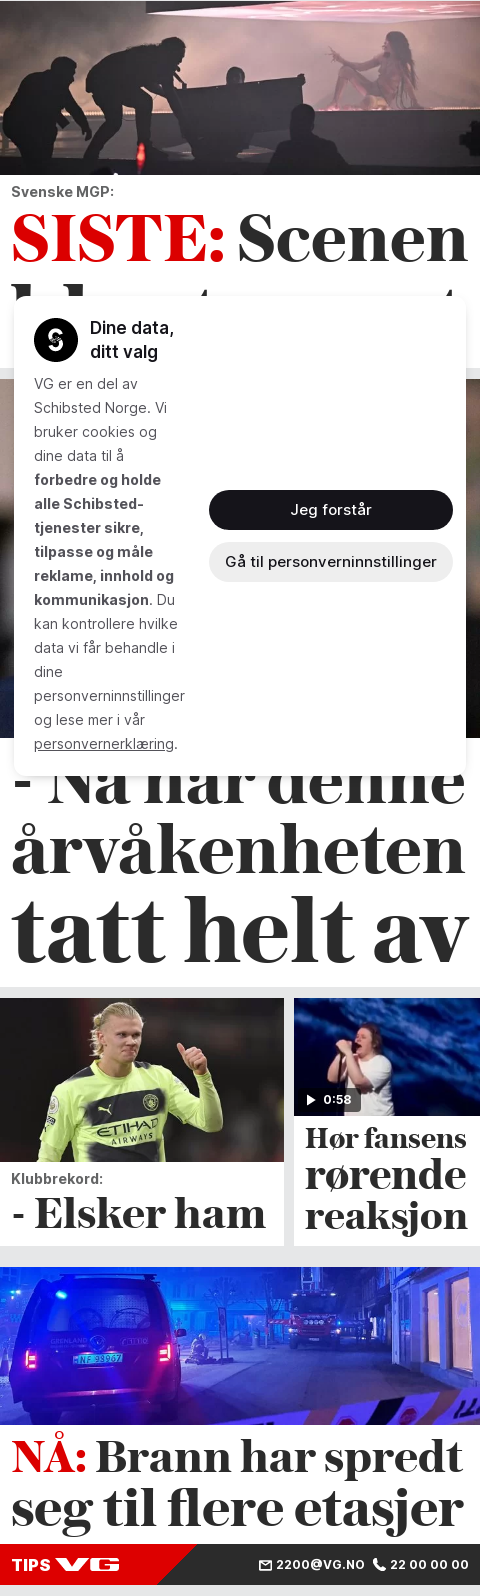 Svenske MGP:
SISTE: Scenen
Dine data,
ditt valg
VG er en del av
Schibsted Norge. Vi
bruker cookies og
dine data til å
forbedre og holde
alle Schibsted-
tjenester sikre,
tilpasse og måle
reklame, innhold og
kommunikasjon. Du
kan kontrollere hvilke
data vi får behandle i
dine
personverninnstillinger
og lese mer i vår
personvernerklæring.
Jeg forstår
Gå til personverninnstillinger
- Nå har denne
årvåkenheten
tatt helt av
ETIHAD
AIRWAYS
Klubbrekord:
- Elsker ham
0:58
Hør fansens
rørende
reaksjon
NÅ: Brann har spredt
seg til flere etasjer
TIPS VG
2200@VG.NO 22 00 00 00